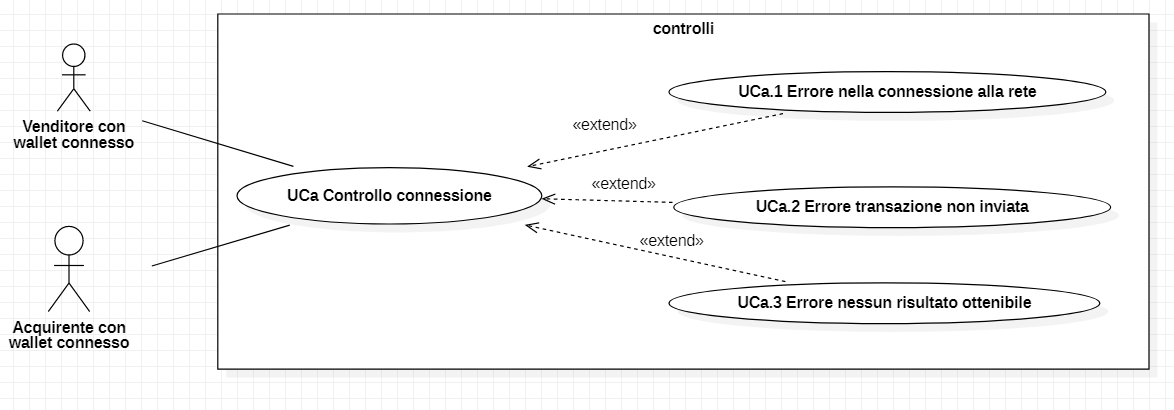 controlli
Venditore con
wallet connesso
Acquirente con
wallet connesso
UCa Controllo connessione
«extend»
«extend»
«extend»
UCa.1 Errore nella connessione alla rete
UCa.2 Errore transazione non inviata
UCa.3 Errore nessun risultato ottenibile